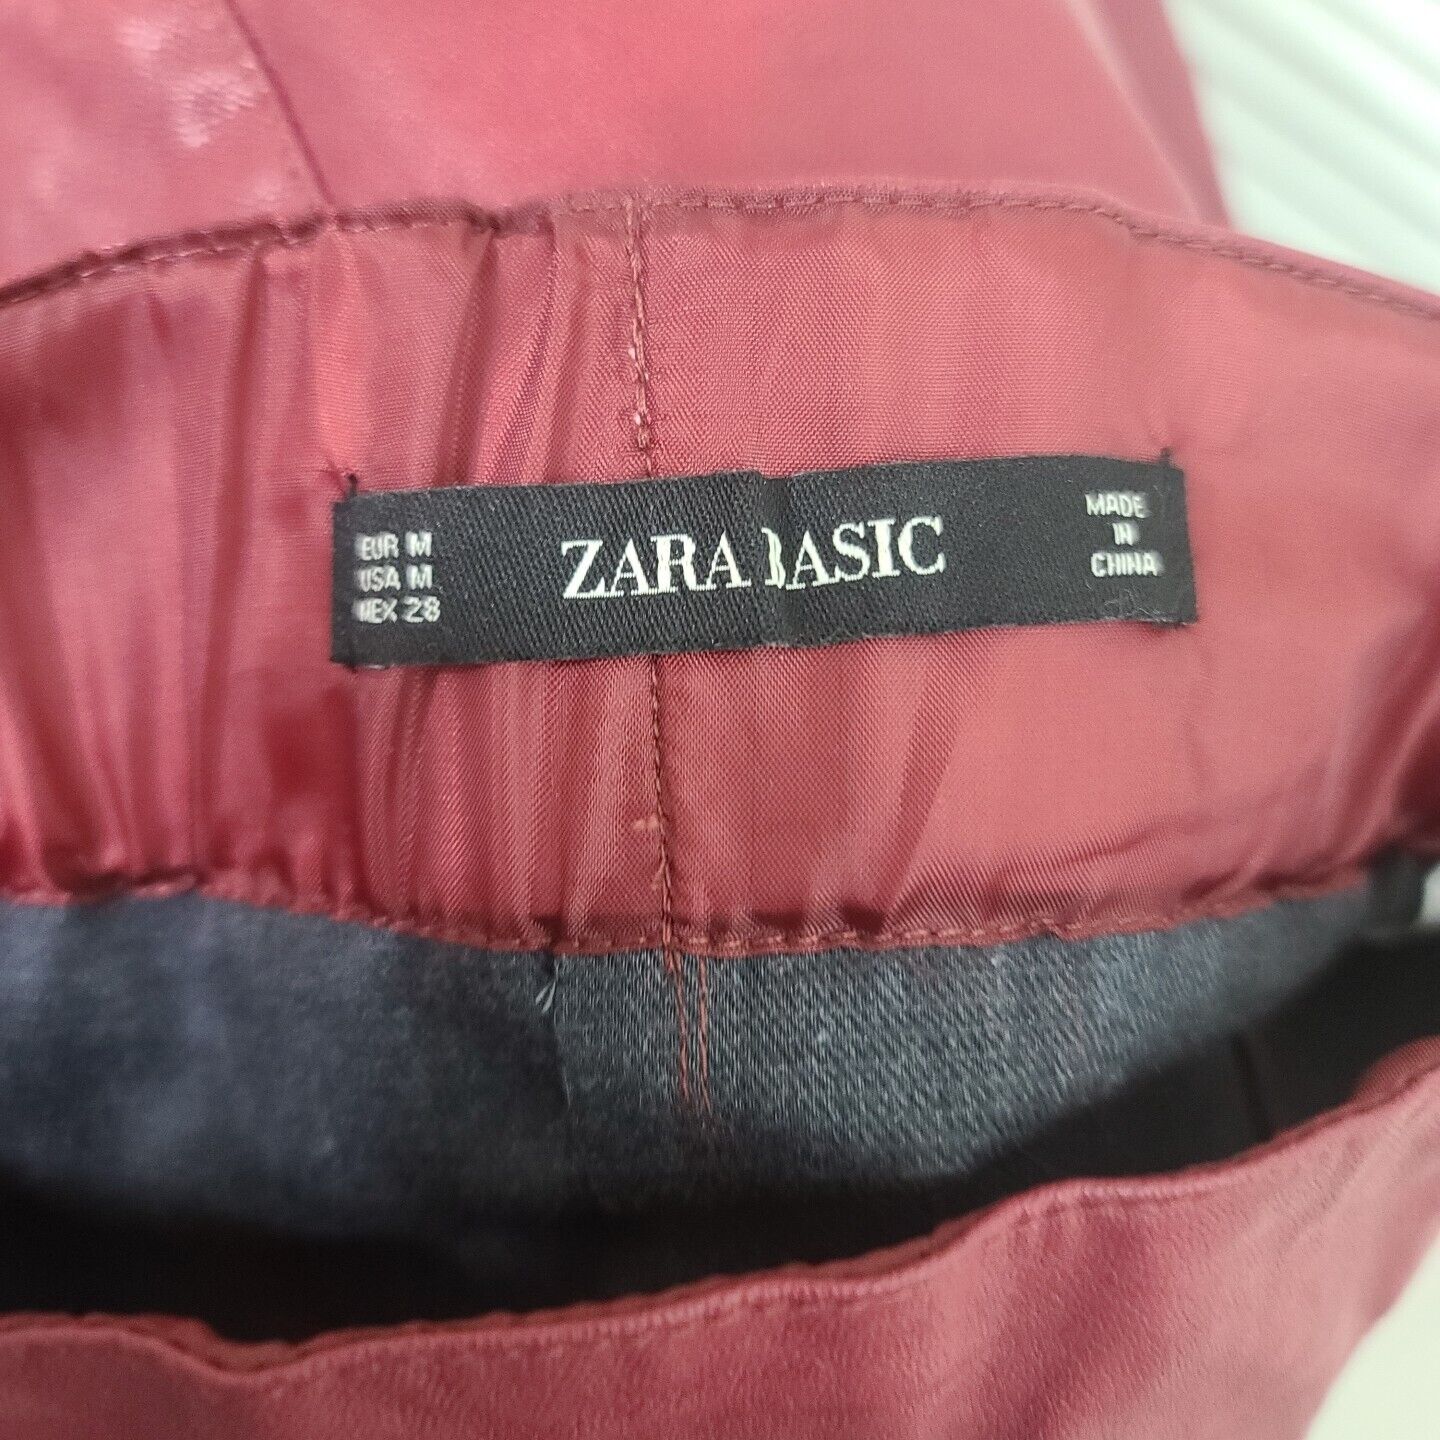 EUR M
USA M
MEX 28
ZARA BASIC
MADE
IN
CHINA